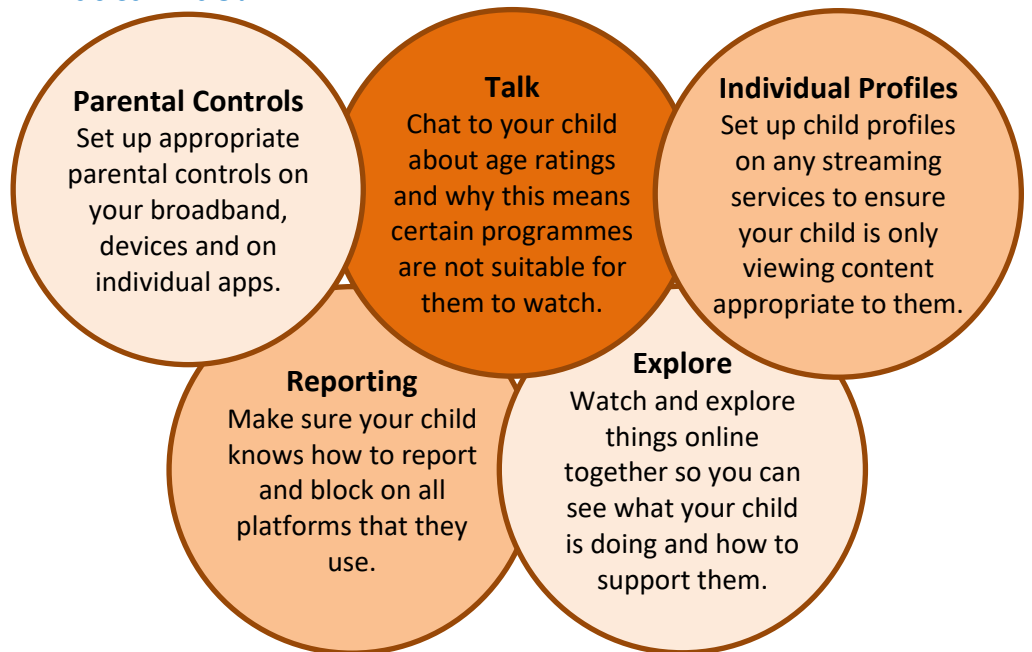 Parental Controls
Set up appropriate
parental controls on
your broadband,
devices and on
individual apps.
Talk
Chat to your child
about age ratings
and why this means
certain programmes
are not suitable for
them to watch.
Individual Profiles
Set up child profiles
on any streaming
services to ensure
your child is only
viewing content
appropriate to them.
Reporting
Make sure your child
knows how to report
and block on all
platforms that they
use.
Explore
Watch and explore
things online
together so you can
see what your child
is doing and how to
support them.